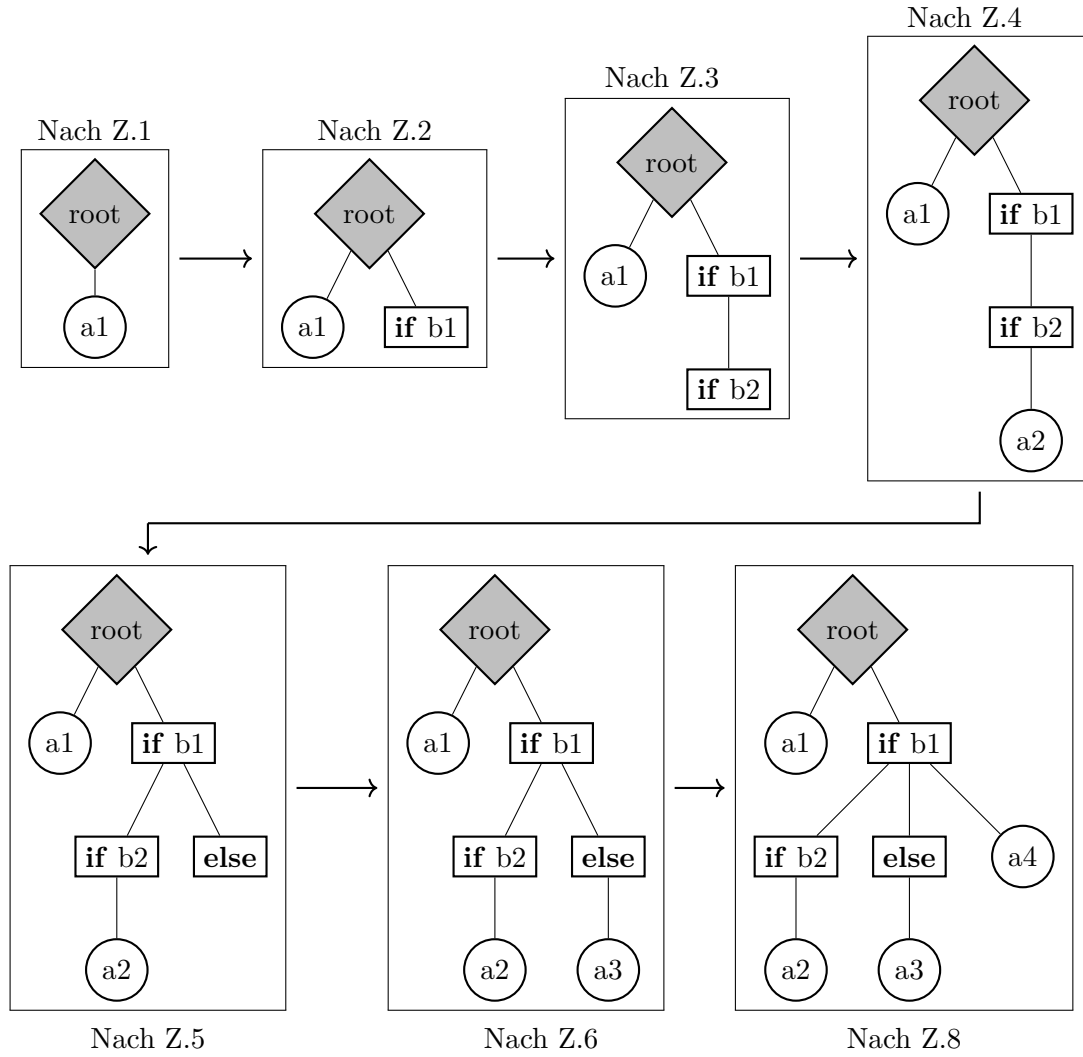 Nach Z.1
root
a1
Nach Z.2
root
a1
if b1
Nach Z.3
root
a1
if b1
if b2
Nach Z.4
root
a1
if b1
if b2
a2
root
a1
if b1
if b2
else
a2
Nach Z.5
root
a1
if b1
if b2
else
a2
a3
Nach Z.6
root
a1
if b1
if b2
else
a4
a2
a3
Nach Z.8